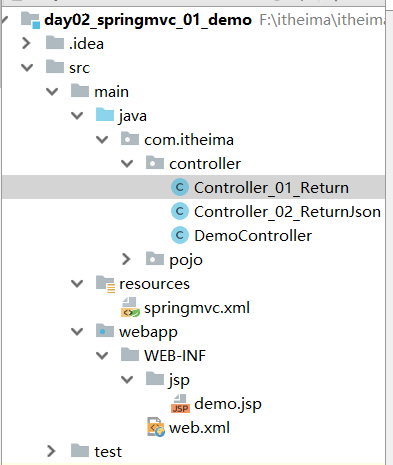 day02_springmvc_01_demo F:\itheima\itheima
.idea
src
main
java
com.itheima
controller
C Controller_01_Return
C Controller_02_ReturnJson
C DemoController
pojo
resources
springmvc.xml
webapp
WEB-INF
jsp
JSP demo.jsp
web.xml
test